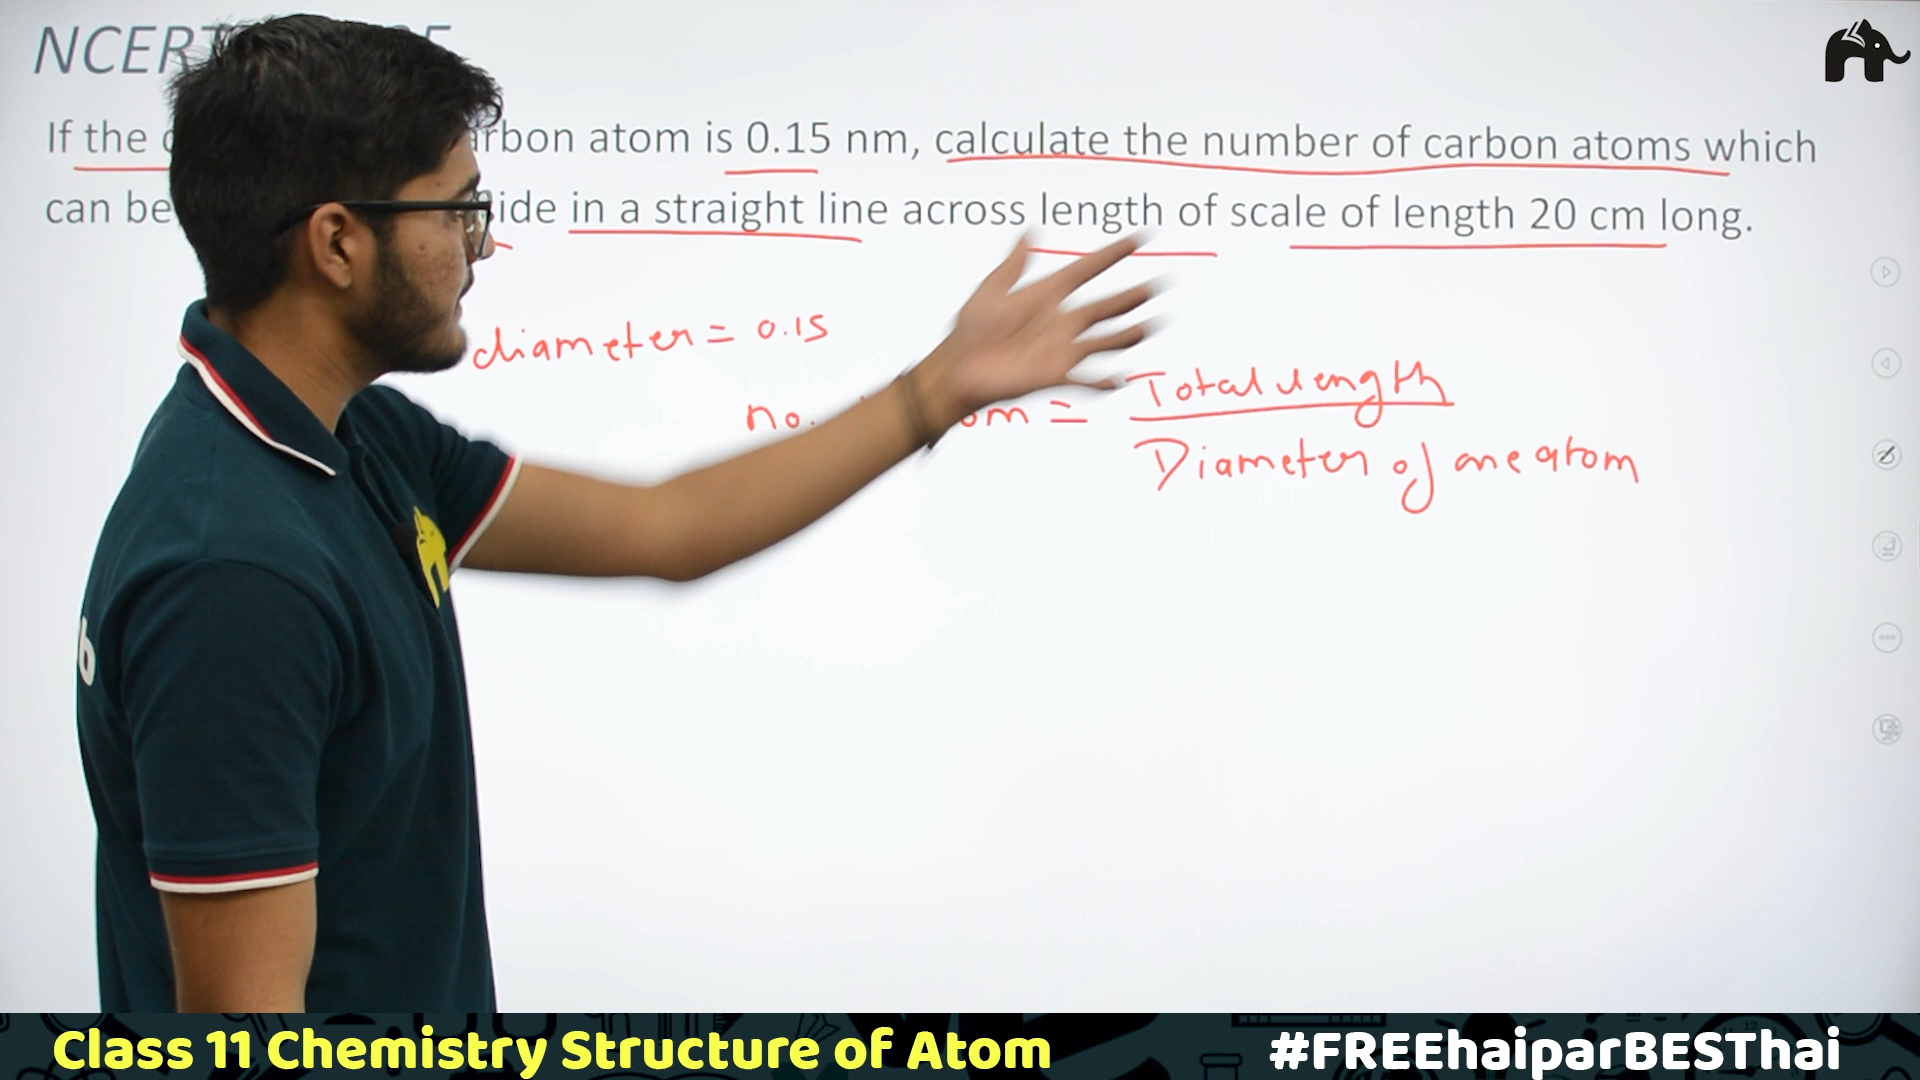 NCERT
If the arbon atom is 0.15 nm, calculate the number of carbon atoms which
can be ide in a straight line across length of scale of length 20 cm long.
diameter = 0.15
no. om = Total length
Diameter of one atom
b
Class 11 Chemistry Structure of Atom
#FREEhaiparBESThai